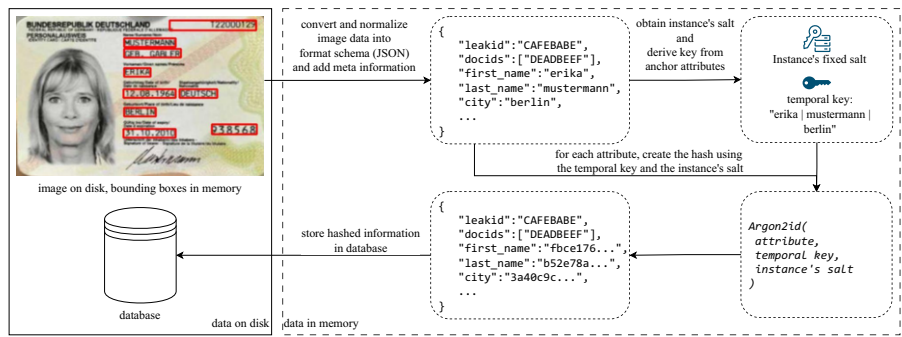 BUNDESREPUBLIK DEUTSCHLAND
T22000129
PERSONALAUSWEIS
MUSTERMANN
GEB. GABLER
ERIKA
12.08.1964 DEUTSCH
BERLIN
31.10.2010
938568
image on disk, bounding boxes in memory
convert and normalize
image data into
format schema (JSON)
and add meta information
{
"leakid":"CAFEBABE",
"docids":["DEADBEEF"],
"first_name":"erika",
"last_name":"mustermann",
"city":"berlin",
...
}
obtain instance's salt
and
derive key from
anchor attributes
Instance's fixed salt
temporal key:
"erika | mustermann |
berlin"
for each attribute, create the hash using
the temporal key and the instance's salt
Argon2id(
attribute,
temporal key,
instance's salt
)
{
"leakid":"CAFEBABE",
"docids":["DEADBEEF"],
"first_name":"fbce176...",
"last_name":"b52e78a...",
"city":"3a40c9c...",
...
}
store hashed information
in database
database
data on disk
data in memory